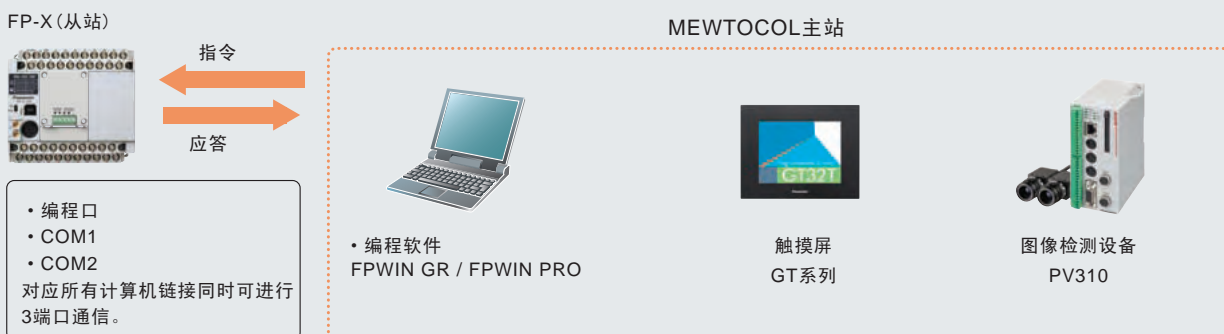 FP-X（从站）
MEWTOCOL主站
指令
应答
GT32T
Panasonic
・编程口
・COM1
・COM2
对应所有计算机链接同时可进行
3端口通信。
・编程软件
FPWIN GR / FPWIN PRO
触摸屏
GT系列
图像检测设备
PV310